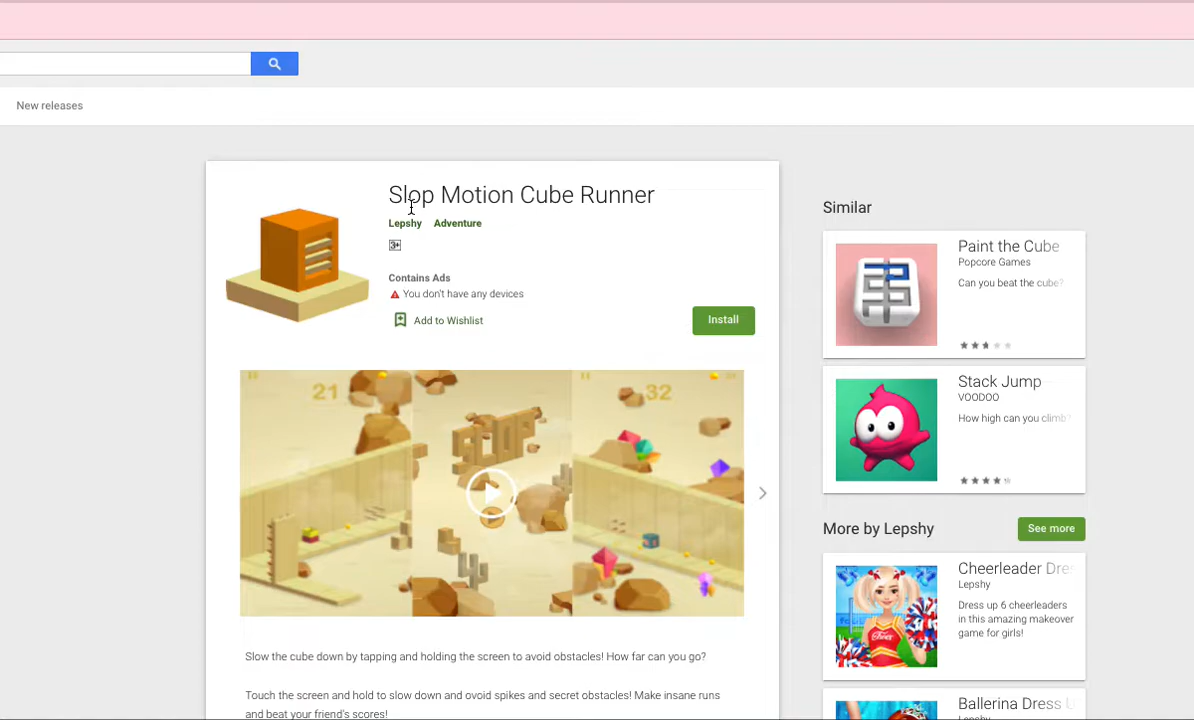 New releases
Slop Motion Cube Runner
Lepshy Adventure
3+
Contains Ads
You don't have any devices
Add to Wishlist
Install
21
SLOP
32
Slow the cube down by tapping and holding the screen to avoid obstacles! How far can you go?
Touch the screen and hold to slow down and ovoid spikes and secret obstacles! Make insane runs
and beat your friend's scores!
Similar
Paint the Cube
Popcore Games
Can you beat the cube?
Stack Jump
VOODOO
How high can you climb?
More by Lepshy
See more
Cheerleader Dres
Lepshy
Dress up 6 cheerleaders
in this amazing makeover
game for girls!
Ballerina Dress U
Lepshy